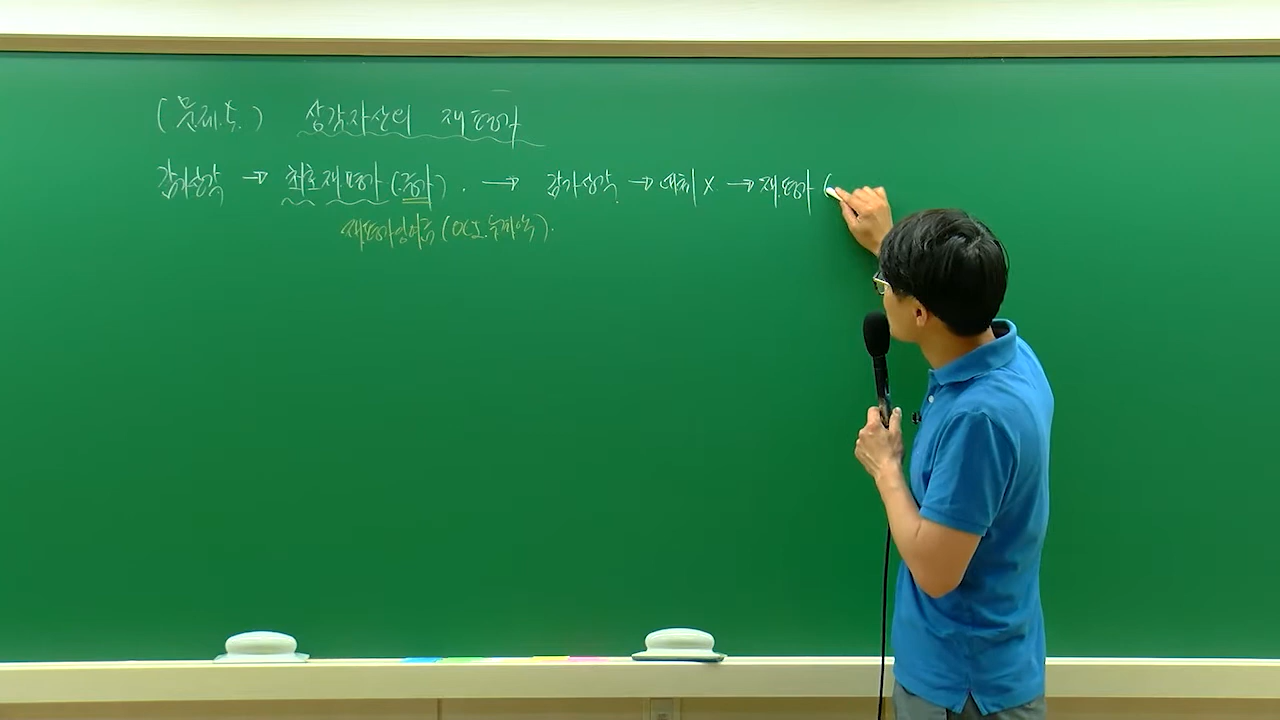 (문제.2.) 상각자산의 재평가
감가상각 → 최초재평가 (증가). → 감가상각 → 대체 X. → 재평가 (
재평가잉여금 (OCI. 누계액).